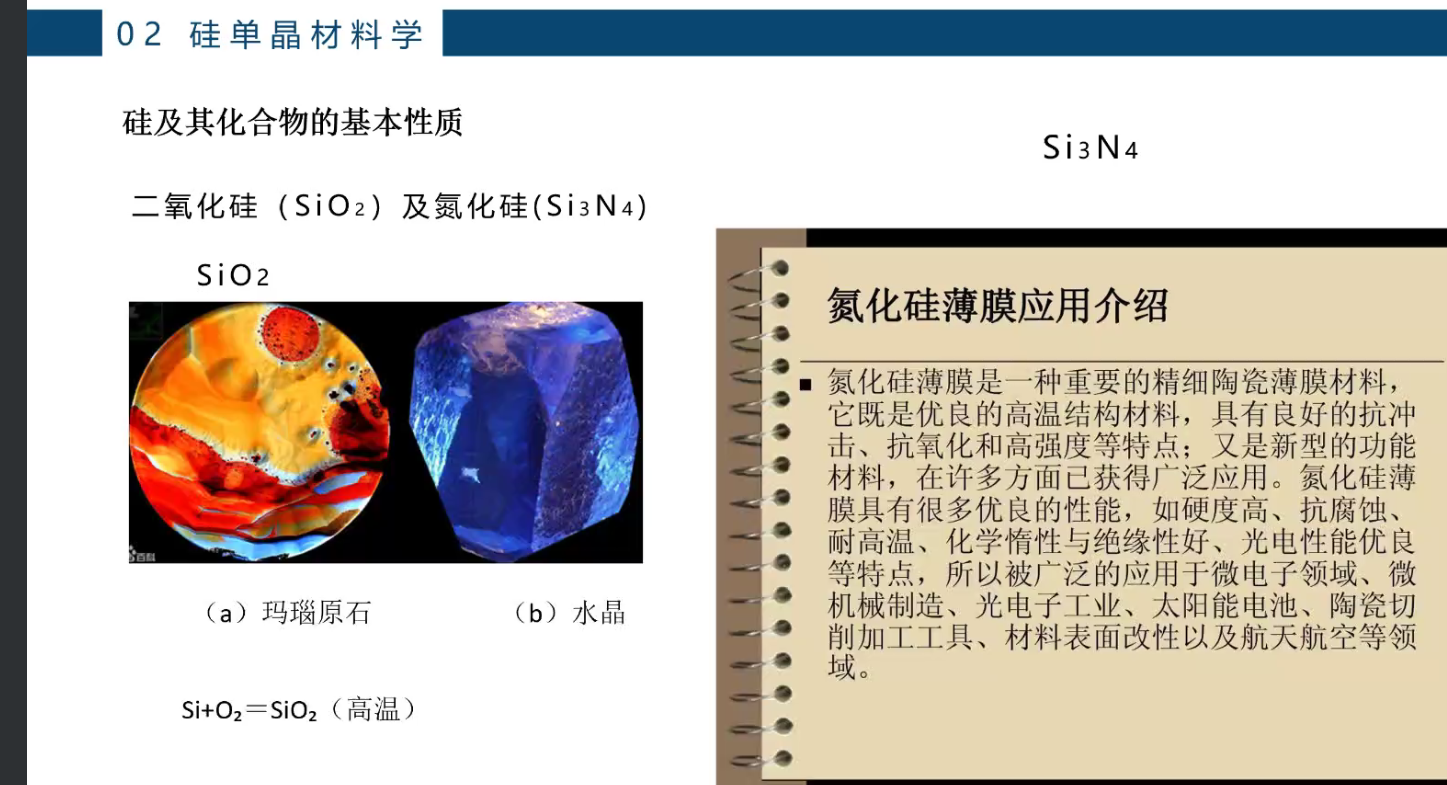 02 硅单晶材料学
硅及其化合物的基本性质
二氧化硅（SiO2）及氮化硅(Si3N4)
SiO2
百科
（a）玛瑙原石
（b）水晶
Si+O₂＝SiO₂（高温）
Si3N4
氮化硅薄膜应用介绍
■ 氮化硅薄膜是一种重要的精细陶瓷薄膜材料，
它既是优良的高温结构材料，具有良好的抗冲
击、抗氧化和高强度等特点；又是新型的功能
材料，在许多方面已获得广泛应用。氮化硅薄
膜具有很多优良的性能，如硬度高、抗腐蚀、
耐高温、化学惰性与绝缘性好、光电性能优良
等特点，所以被广泛的应用于微电子领域、微
机械制造、光电子工业、太阳能电池、陶瓷切
削加工工具、材料表面改性以及航天航空等领
域。